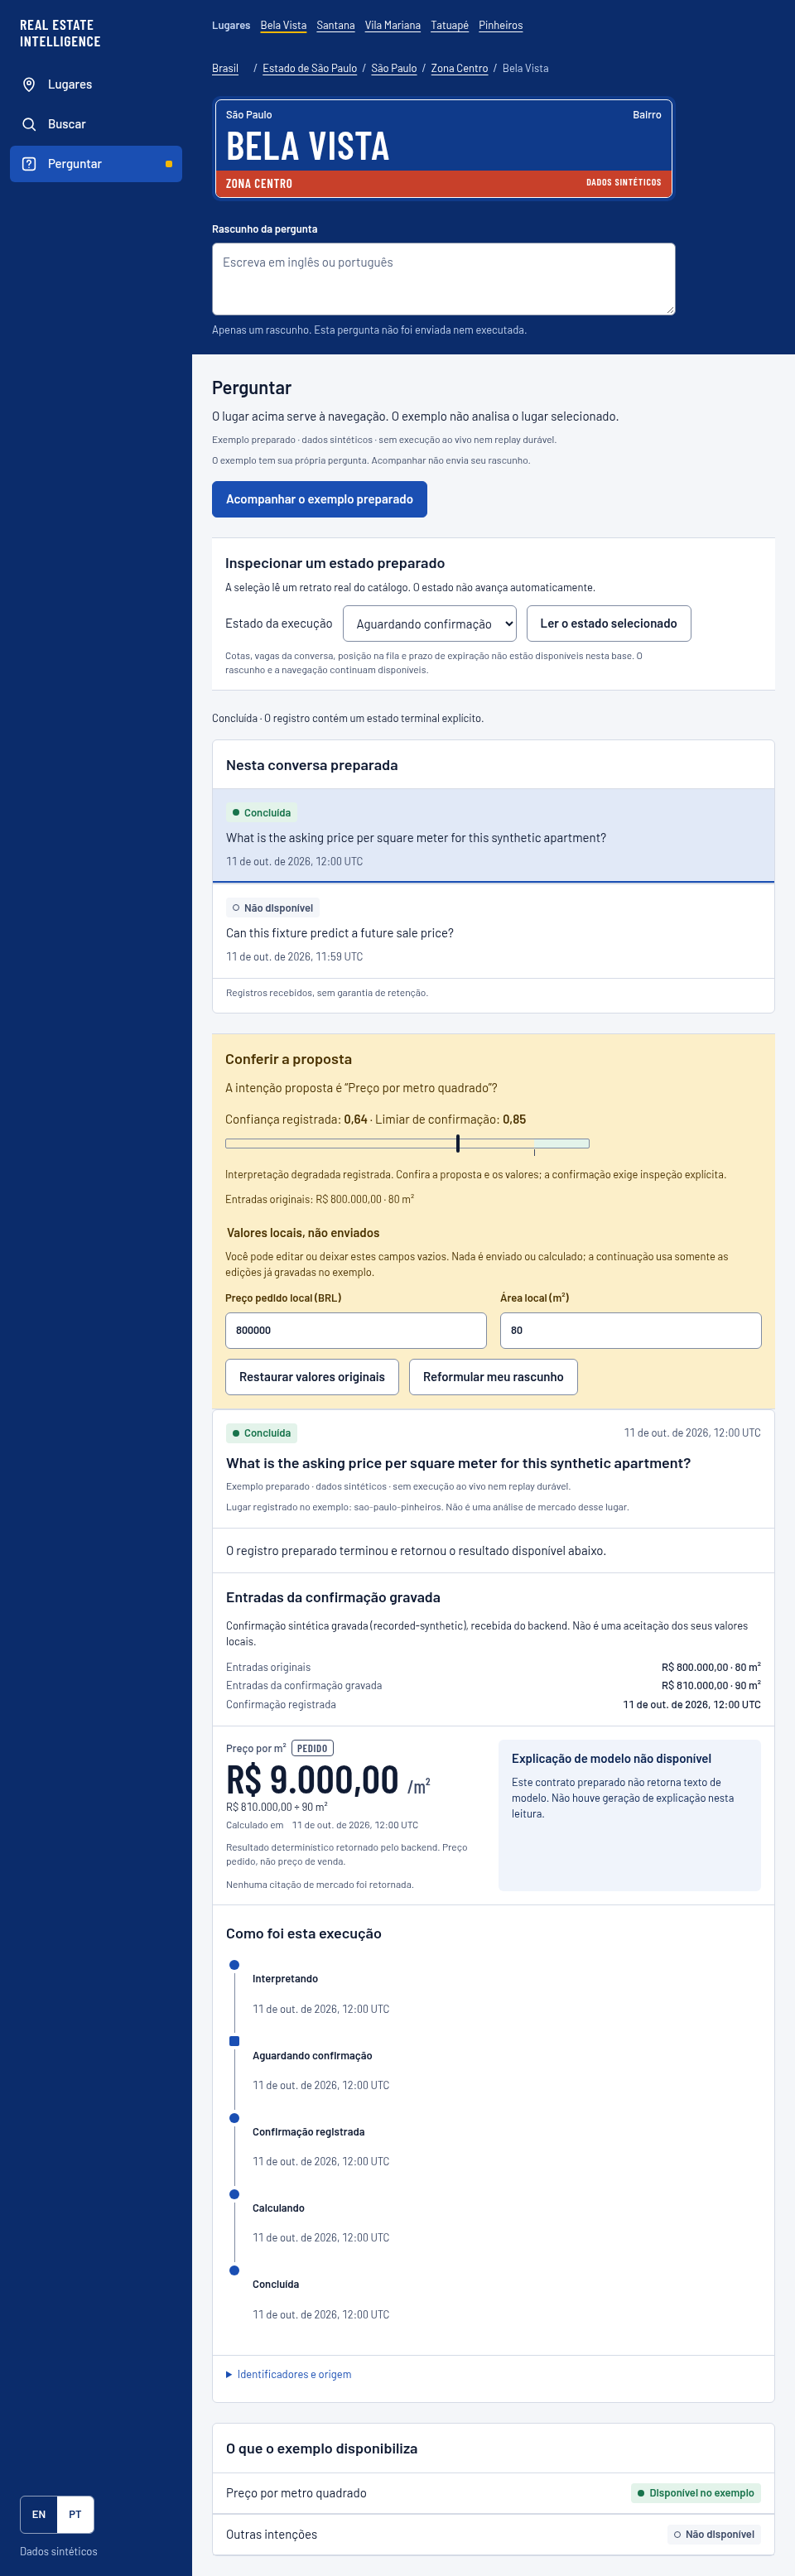 REAL ESTATE
INTELLIGENCE
Lugares
Buscar
Perguntar
Lugares Bela Vista Santana Vila Mariana Tatuapé Pinheiros
Brasil / Estado de São Paulo / São Paulo / Zona Centro / Bela Vista
São Paulo Bairro
BELA VISTA
ZONA CENTRO DADOS SINTÉTICOS
Rascunho da pergunta
Escreva em inglês ou português
Apenas um rascunho. Esta pergunta não foi enviada nem executada.
Perguntar
O lugar acima serve à navegação. O exemplo não analisa o lugar selecionado.
Exemplo preparado · dados sintéticos · sem execução ao vivo nem replay durável.
O exemplo tem sua própria pergunta. Acompanhar não envia seu rascunho.
Acompanhar o exemplo preparado
Inspecionar um estado preparado
A seleção lê um retrato real do catálogo. O estado não avança automaticamente.
Estado da execução Aguardando confirmação Ler o estado selecionado
Cotas, vagas da conversa, posição na fila e prazo de expiração não estão disponíveis nesta base. O
rascunho e a navegação continuam disponíveis.
Concluída · O registro contém um estado terminal explícito.
Nesta conversa preparada
Concluída
What is the asking price per square meter for this synthetic apartment?
11 de out. de 2026, 12:00 UTC
Não disponível
Can this fixture predict a future sale price?
11 de out. de 2026, 11:59 UTC
Registros recebidos, sem garantia de retenção.
Conferir a proposta
A intenção proposta é “Preço por metro quadrado”?
Confiança registrada: 0,64 · Limiar de confirmação: 0,85
Interpretação degradada registrada. Confira a proposta e os valores; a confirmação exige inspeção explícita.
Entradas originais: R$ 800.000,00 · 80 m²
Valores locais, não enviados
Você pode editar ou deixar estes campos vazios. Nada é enviado ou calculado; a continuação usa somente as
edições já gravadas no exemplo.
Preço pedido local (BRL) Área local (m²)
800000 80
Restaurar valores originais Reformular meu rascunho
Concluída 11 de out. de 2026, 12:00 UTC
What is the asking price per square meter for this synthetic apartment?
Exemplo preparado · dados sintéticos · sem execução ao vivo nem replay durável.
Lugar registrado no exemplo: sao-paulo-pinheiros. Não é uma análise de mercado desse lugar.
O registro preparado terminou e retornou o resultado disponível abaixo.
Entradas da confirmação gravada
Confirmação sintética gravada (recorded-synthetic), recebida do backend. Não é uma aceitação dos seus valores
locais.
Entradas originais R$ 800.000,00 · 80 m²
Entradas da confirmação gravada R$ 810.000,00 · 90 m²
Confirmação registrada 11 de out. de 2026, 12:00 UTC
Preço por m² PEDIDO
R$ 9.000,00 /m²
R$ 810.000,00 ÷ 90 m²
Calculado em 11 de out. de 2026, 12:00 UTC
Resultado determinístico retornado pelo backend. Preço
pedido, não preço de venda.
Nenhuma citação de mercado foi retornada.
Explicação de modelo não disponível
Este contrato preparado não retorna texto de
modelo. Não houve geração de explicação nesta
leitura.
Como foi esta execução
Interpretando
11 de out. de 2026, 12:00 UTC
Aguardando confirmação
11 de out. de 2026, 12:00 UTC
Confirmação registrada
11 de out. de 2026, 12:00 UTC
Calculando
11 de out. de 2026, 12:00 UTC
Concluída
11 de out. de 2026, 12:00 UTC
Identificadores e origem
O que o exemplo disponibiliza
Preço por metro quadrado Disponível no exemplo
Outras intenções Não disponível
EN PT
Dados sintéticos